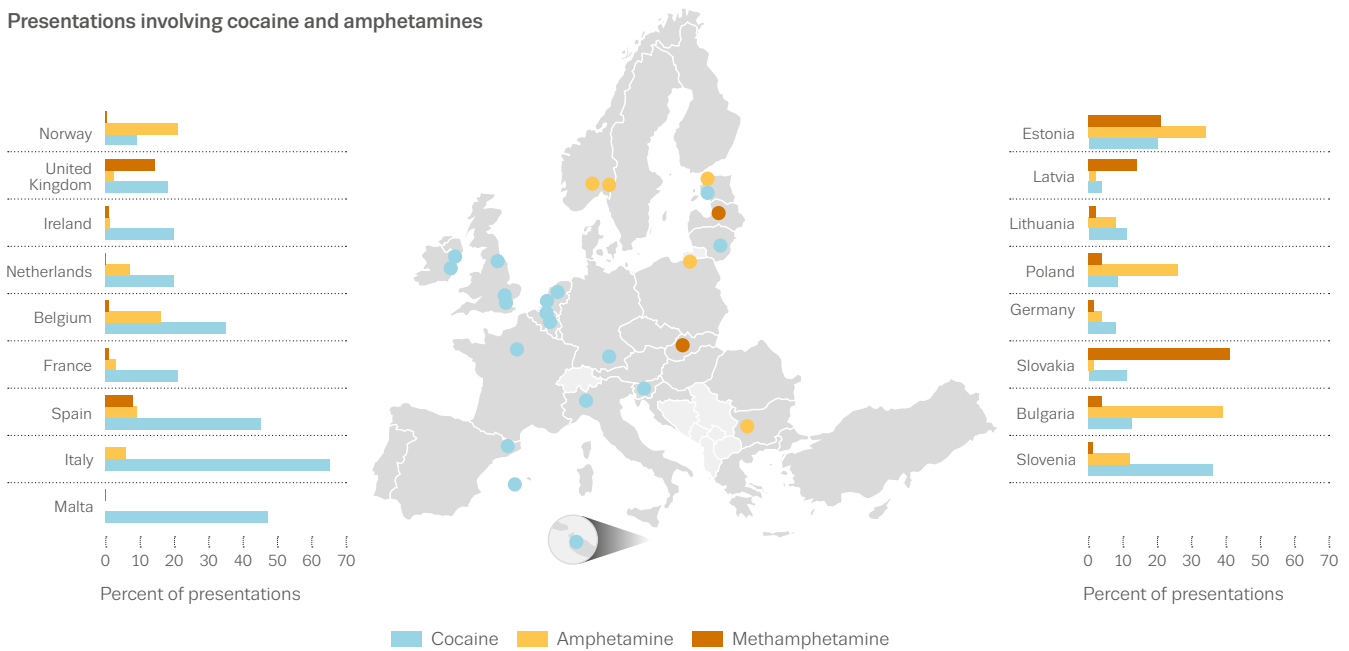 Presentations involving cocaine and amphetamines
Norway
United
Kingdom
Ireland
Netherlands
Belgium
France
Spain
Italy
Malta
0 10 20 30 40 50 60 70
Percent of presentations
Estonia
Latvia
Lithuania
Poland
Germany
Slovakia
Bulgaria
Slovenia
0 10 20 30 40 50 60 70
Percent of presentations
Cocaine Amphetamine Methamphetamine